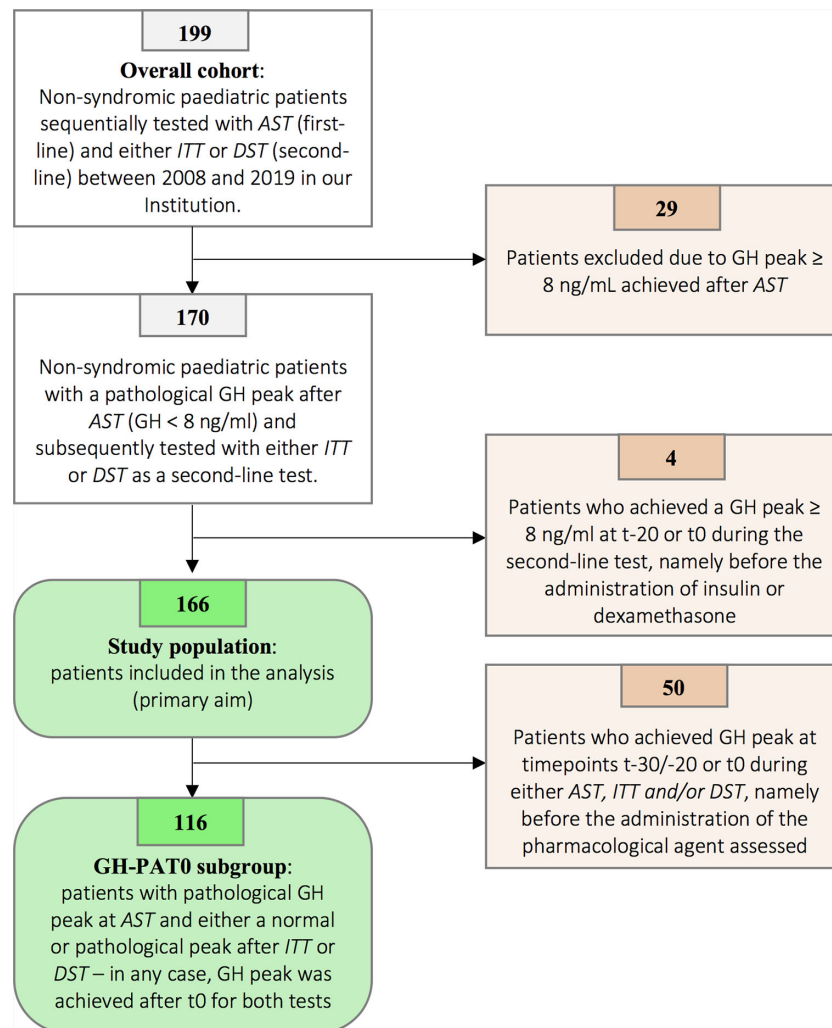 199
Overall cohort:
Non-syndromic paediatric patients
sequentially tested with AST (first-
line) and either ITT or DST (second-
line) between 2008 and 2019 in our
Institution.
29
Patients excluded due to GH peak ≥
8 ng/mL achieved after AST
170
Non-syndromic paediatric patients
with a pathological GH peak after
AST (GH < 8 ng/ml) and
subsequently tested with either ITT
or DST as a second-line test.
4
Patients who achieved a GH peak ≥
8 ng/ml at t-20 or t0 during the
second-line test, namely before the
administration of insulin or
dexamethasone
166
Study population:
patients included in the analysis
(primary aim)
50
Patients who achieved GH peak at
timepoints t-30/-20 or t0 during
either AST, ITT and/or DST, namely
before the administration of the
pharmacological agent assessed
116
GH-PAT0 subgroup:
patients with pathological GH
peak at AST and either a normal
or pathological peak after ITT or
DST – in any case, GH peak was
achieved after t0 for both tests